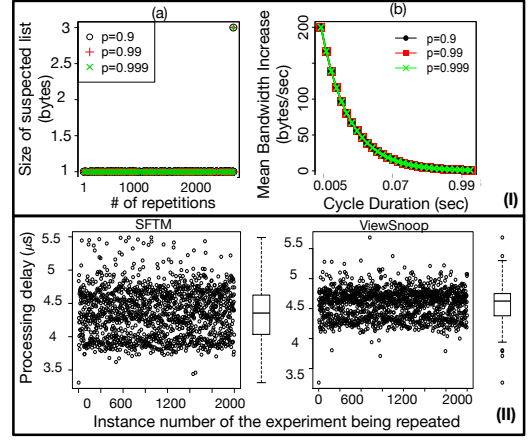 (a)
Size of suspected list
(bytes)
3
2
1
p=0.9
p=0.99
p=0.999
1 1000 2000
# of repetitions
(b)
Mean Bandwidth Increase
(bytes/sec)
200
150
100
50
0
p=0.9
p=0.99
p=0.999
0.005 0.07 0.99
Cycle Duration (sec)
(I)
SFTM
Processing delay (μs)
5.5
5
4.5
4
3.5
0 600 1200 2000
ViewSnoop
5.5
5
4.5
4
3.5
0 600 1200 2000
Instance number of the experiment being repeated
(II)